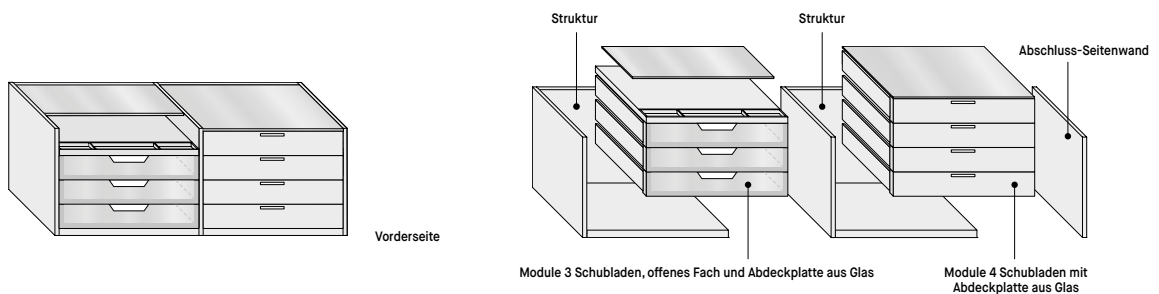 Struktur
Struktur
Abschluss-Seitenwand
Vorderseite
Module 3 Schubladen, offenes Fach und Abdeckplatte aus Glas
Module 4 Schubladen mit
Abdeckplatte aus Glas